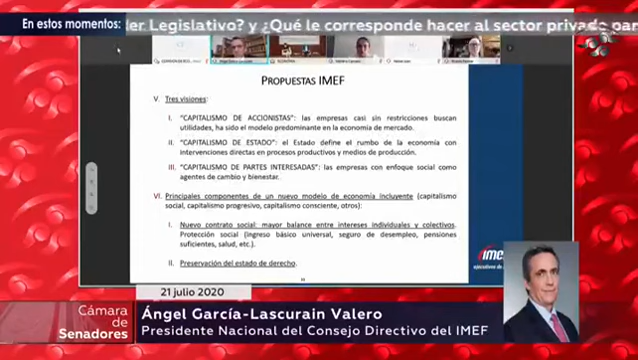 En estos momentos:
der Legislativo? y ¿Qué le corresponde hacer al sector privado par
PROPUESTAS IMEF
V. Tres visiones:
I. "CAPITALISMO DE ACCIONISTAS": las empresas casi sin restricciones buscan
utilidades, ha sido el modelo predominante en la economía de mercado.
II. "CAPITALISMO DE ESTADO": el Estado define el rumbo de la economía con
intervenciones directas en procesos productivos y medios de producción.
III. "CAPITALISMO DE PARTES INTERESADAS": las empresas con enfoque social como
agentes de cambio y bienestar.
VI. Principales componentes de un nuevo modelo de economía incluyente (capitalismo
social, capitalismo progresivo, capitalismo consciente, otros):
I. Nuevo contrato social: mayor balance entre intereses individuales y colectivos.
Protección social (ingreso básico universal, seguro de desempleo, pensiones
suficientes, salud, etc.).
II. Preservación del estado de derecho.
IMEF
ejecutivos de
21 julio 2020
Cámara
de
Senadores
Ángel García-Lascurain Valero
Presidente Nacional del Consejo Directivo del IMEF